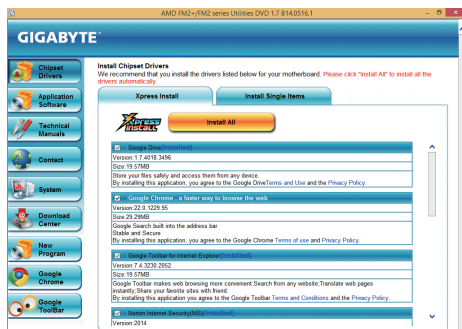 AMD FM2+/FM2 series Utilities DVD 1.7 B14.0516.1
GIGABYTE™
Chipset
Drivers
Application
Software
Technical
Manuals
Contact
System
Download
Center
New
Program
Google
Chrome
Google
ToolBar
Install Chipset Drivers
We recommend that you install the drivers listed below for your motherboard. Please click "Install All" to install all the
drivers automatically.
Xpress Install
Install Single Items
Xpress
INSTALL
Install All
Google Drive(Installed)
Version:1.7.4018.3496
Size:19.57MB
Store your files safely and access them from any device.
By installing this application, you agree to the Google DriveTerms and Use and the Privacy Policy.
Google Chrome , a faster way to browse the web
Version:22.0.1229.95
Size:29.29MB
Google Search built into the address bar
Stable and Secure
By installing this application, you agree to the Google Chrome Terms of use and Privacy Policy.
Google Toolbar for Internet Explorer(Installed)
Version:7.4.3230.2052
Size:19.57MB
Google Toolbar makes web browsing more convenient:Search from any website;Translate web pages
instantly;Share your favorite sites with friend.
By installing this application you agree to the Google Toolbar Terms and Conditions and the Privacy Policy.
Norton Internet Security(NIS)(Installed)
Version:2014